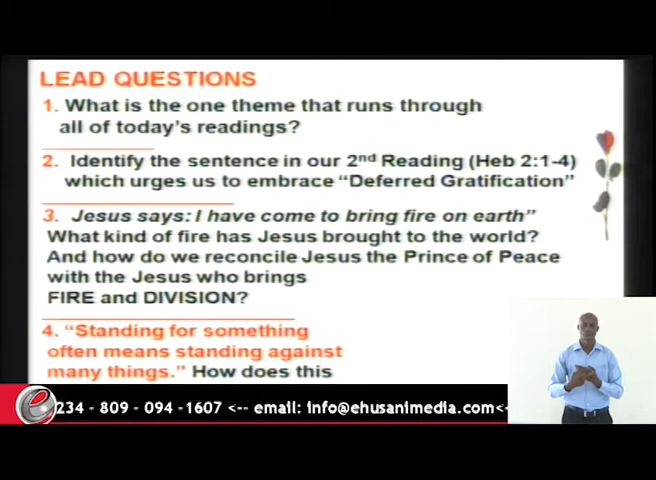 LEAD QUESTIONS
1. What is the one theme that runs through
all of today's readings?
2. Identify the sentence in our 2nd Reading (Heb 2:1-4)
which urges us to embrace “Deferred Gratification”
3. Jesus says: I have come to bring fire on earth”
What kind of fire has Jesus brought to the world?
And how do we reconcile Jesus the Prince of Peace
with the Jesus who brings
FIRE and DIVISION?
4. “Standing for something
often means standing against
many things.” How does this
234 - 809 - 094 -1607 <-- email: info@ehusanimedia.com<-